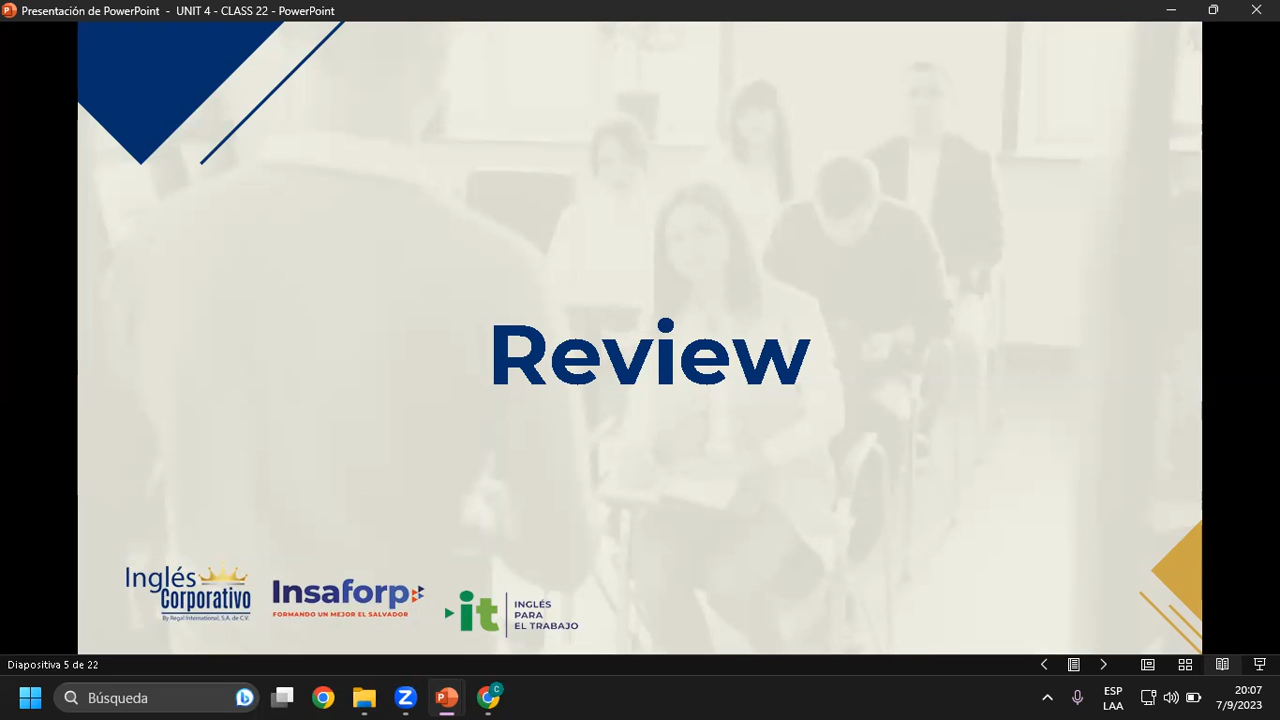 Presentación de PowerPoint - UNIT 4 - CLASS 22 - PowerPoint
Review
Inglés
Corporativo
By Regal International, S.A. de C.V.
Insaforp
FORMANDO UN MEJOR EL SALVADOR
it
INGLÉS
PARA
EL TRABAJO
Diapositiva 5 de 22
Búsqueda
ESP
LAA
20:07
7/9/2023